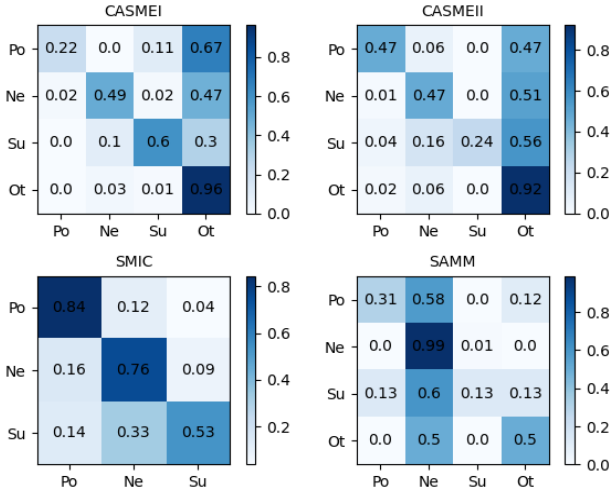 CASMEI
Po 0.22 0.0 0.11 0.67
Ne 0.02 0.49 0.02 0.47
Su 0.0 0.1 0.6 0.3
Ot 0.0 0.03 0.01 0.96
Po Ne Su Ot
0.8
0.6
0.4
0.2
0.0
CASMEII
Po 0.47 0.06 0.0 0.47
Ne 0.01 0.47 0.0 0.51
Su 0.04 0.16 0.24 0.56
Ot 0.02 0.06 0.0 0.92
Po Ne Su Ot
0.8
0.6
0.4
0.2
0.0
SMIC
Po 0.84 0.12 0.04
Ne 0.16 0.76 0.09
Su 0.14 0.33 0.53
Po Ne Su
0.8
0.6
0.4
0.2
SAMM
Po 0.31 0.58 0.0 0.12
Ne 0.0 0.99 0.01 0.0
Su 0.13 0.6 0.13 0.13
Ot 0.0 0.5 0.0 0.5
Po Ne Su Ot
0.8
0.6
0.4
0.2
0.0